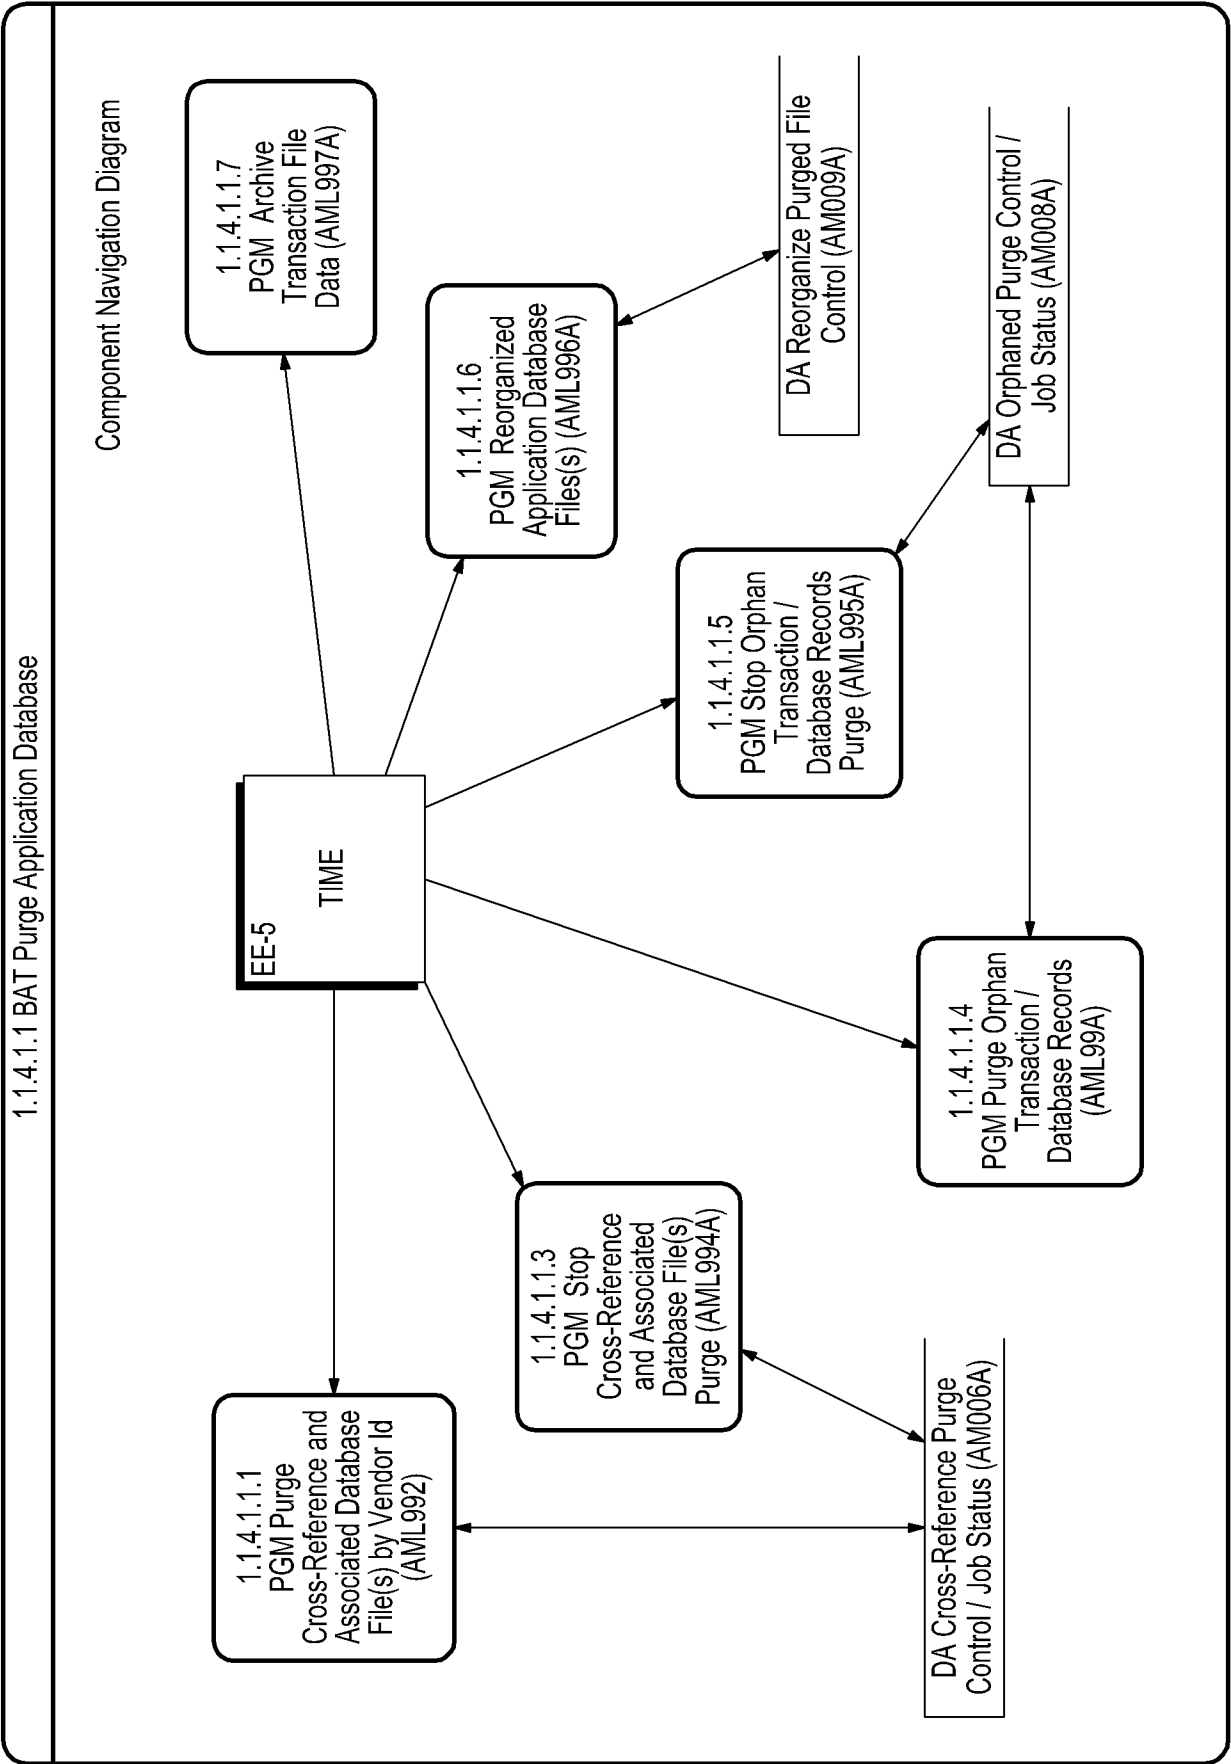 1.1.4.1.1 BAT Purge Application Database
Component Navigation Diagram
1.1.4.1.1.7
PGM Archive
Transaction File
Data (AML997A)
EE-5
TIME
1.1.4.1.1.1
PGM Purge
Cross-Reference and
Associated Database
File(s) by Vendor Id
(AML992)
1.1.4.1.1.6
PGM Reorganized
Application Database
Files(s) (AML996A)
1.1.4.1.1.3
PGM Stop
Cross-Reference
and Associated
Database File(s)
Purge (AML994A)
1.1.4.1.1.5
PGM Stop Orphan
Transaction /
Database Records
Purge (AML995A)
DA Reorganize Purged File
Control (AM009A)
1.1.4.1.1.4
PGM Purge Orphan
Transaction /
Database Records
(AML99A)
DA Cross-Reference Purge
Control / Job Status (AM006A)
DA Orphaned Purge Control /
Job Status (AM008A)